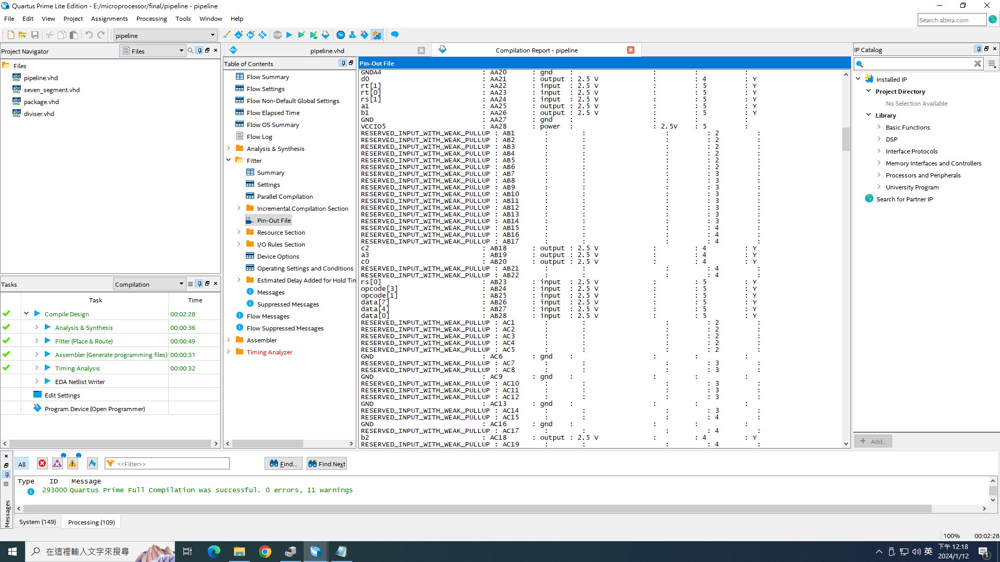 Quartus Prime Lite Edition - E:/microprocessor/final/pipeline - pipeline
File Edit View Project Assignments Processing Tools Window Help
Search altera.com
pipeline
Project Navigator Files
Files
pipeline.vhd
seven_segment.vhd
package.vhd
diviser.vhd
Tasks Compilation
Task Time
Compile Design 00:02:28
Analysis & Synthesis 00:00:36
Fitter (Place & Route) 00:00:49
Assembler (Generate programming files) 00:00:31
Timing Analysis 00:00:32
EDA Netlist Writer
Edit Settings
Program Device (Open Programmer)
pipeline.vhd
Compilation Report - pipeline
Table of Contents
Flow Summary
Flow Settings
Flow Non-Default Global Settings
Flow Elapsed Time
Flow OS Summary
Flow Log
Analysis & Synthesis
Fitter
Summary
Settings
Parallel Compilation
Incremental Compilation Section
Pin-Out File
Resource Section
I/O Rules Section
Device Options
Operating Settings and Conditions
Estimated Delay Added for Hold Tin
Messages
Suppressed Messages
Flow Messages
Flow Suppressed Messages
Assembler
Timing Analyzer
Pin-Out File
GNDA4 : AA20 : gnd : : : :
d0 : AA21 : output : 2.5 V : : 4 : Y
rt[1] : AA22 : input : 2.5 V : : 5 : Y
rt[0] : AA23 : input : 2.5 V : : 5 : Y
rs[1] : AA24 : input : 2.5 V : : 5 : Y
a1 : AA25 : output : 2.5 V : : 5 : Y
b1 : AA26 : output : 2.5 V : : 5 : Y
GND : AA27 : gnd : : : :
VCCIO5 : AA28 : power : : 2.5V : 5 :
RESERVED_INPUT_WITH_WEAK_PULLUP : AB1 : : : : 2 :
RESERVED_INPUT_WITH_WEAK_PULLUP : AB2 : : : : 2 :
RESERVED_INPUT_WITH_WEAK_PULLUP : AB3 : : : : 2 :
RESERVED_INPUT_WITH_WEAK_PULLUP : AB4 : : : : 2 :
RESERVED_INPUT_WITH_WEAK_PULLUP : AB5 : : : : 2 :
RESERVED_INPUT_WITH_WEAK_PULLUP : AB6 : : : : 2 :
RESERVED_INPUT_WITH_WEAK_PULLUP : AB7 : : : : 3 :
RESERVED_INPUT_WITH_WEAK_PULLUP : AB8 : : : : 3 :
RESERVED_INPUT_WITH_WEAK_PULLUP : AB9 : : : : 3 :
RESERVED_INPUT_WITH_WEAK_PULLUP : AB10 : : : : 3 :
RESERVED_INPUT_WITH_WEAK_PULLUP : AB11 : : : : 3 :
RESERVED_INPUT_WITH_WEAK_PULLUP : AB12 : : : : 3 :
RESERVED_INPUT_WITH_WEAK_PULLUP : AB13 : : : : 3 :
RESERVED_INPUT_WITH_WEAK_PULLUP : AB14 : : : : 3 :
RESERVED_INPUT_WITH_WEAK_PULLUP : AB15 : : : : 4 :
RESERVED_INPUT_WITH_WEAK_PULLUP : AB16 : : : : 4 :
RESERVED_INPUT_WITH_WEAK_PULLUP : AB17 : : : : 4 :
c2 : AB18 : output : 2.5 V : : 4 : Y
a3 : AB19 : output : 2.5 V : : 4 : Y
c0 : AB20 : output : 2.5 V : : 4 : Y
RESERVED_INPUT_WITH_WEAK_PULLUP : AB21 : : : : 4 :
RESERVED_INPUT_WITH_WEAK_PULLUP : AB22 : : : : 4 :
rs[0] : AB23 : input : 2.5 V : : 5 : Y
opcode[3] : AB24 : input : 2.5 V : : 5 : Y
opcode[1] : AB25 : input : 2.5 V : : 5 : Y
data[7] : AB26 : input : 2.5 V : : 5 : Y
data[4] : AB27 : input : 2.5 V : : 5 : Y
data[0] : AB28 : input : 2.5 V : : 5 : Y
RESERVED_INPUT_WITH_WEAK_PULLUP : AC1 : : : : 2 :
RESERVED_INPUT_WITH_WEAK_PULLUP : AC2 : : : : 2 :
RESERVED_INPUT_WITH_WEAK_PULLUP : AC3 : : : : 2 :
RESERVED_INPUT_WITH_WEAK_PULLUP : AC4 : : : : 2 :
RESERVED_INPUT_WITH_WEAK_PULLUP : AC5 : : : : 2 :
GND : AC6 : gnd : : : :
RESERVED_INPUT_WITH_WEAK_PULLUP : AC7 : : : : 3 :
RESERVED_INPUT_WITH_WEAK_PULLUP : AC8 : : : : 3 :
GND : AC9 : gnd : : : :
RESERVED_INPUT_WITH_WEAK_PULLUP : AC10 : : : : 3 :
RESERVED_INPUT_WITH_WEAK_PULLUP : AC11 : : : : 3 :
RESERVED_INPUT_WITH_WEAK_PULLUP : AC12 : : : : 3 :
GND : AC13 : gnd : : : :
RESERVED_INPUT_WITH_WEAK_PULLUP : AC14 : : : : 3 :
RESERVED_INPUT_WITH_WEAK_PULLUP : AC15 : : : : 4 :
GND : AC16 : gnd : : : :
RESERVED_INPUT_WITH_WEAK_PULLUP : AC17 : : : : 4 :
b2 : AC18 : output : 2.5 V : : 4 : Y
RESERVED_INPUT_WITH_WEAK_PULLUP : AC19 : : : : 4 :
IP Catalog
Installed IP
Project Directory
No Selection Available
Library
Basic Functions
DSP
Interface Protocols
Memory Interfaces and Controllers
Processors and Peripherals
University Program
Search for Partner IP
+ Add...
All <<Filter>> Find... Find Next
Type ID Message
293000 Quartus Prime Full Compilation was successful. 0 errors, 11 warnings
Messages
System (149) Processing (109)
100% 00:02:28
在這裡輸入文字來搜尋
英
下午 12:18
2024/1/12
1